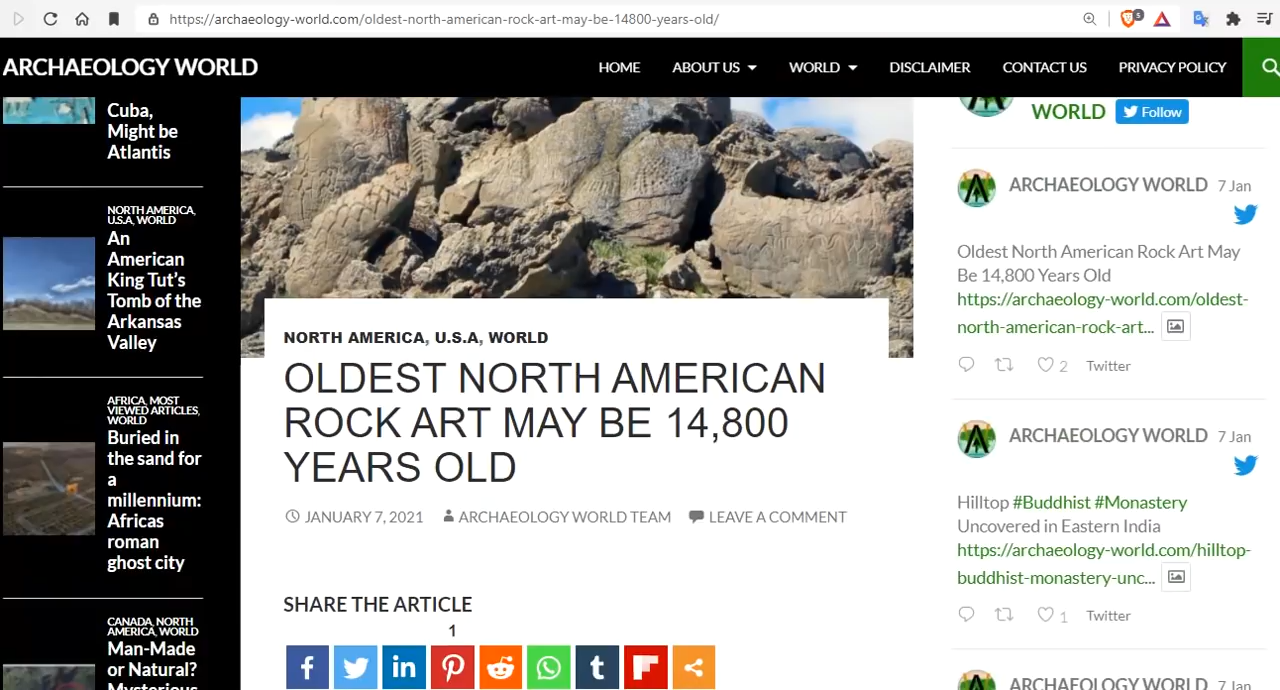 https://archaeology-world.com/oldest-north-american-rock-art-may-be-14800-years-old/
5
ARCHAEOLOGY WORLD
HOME
ABOUT US
WORLD
DISCLAIMER
CONTACT US
PRIVACY POLICY
Cuba,
Might be
Atlantis
NORTH AMERICA,
U.S.A, WORLD
An
American
King Tut's
Tomb of the
Arkansas
Valley
AFRICA, MOST
VIEWED ARTICLES,
WORLD
Buried in
the sand for
a
millennium:
Africas
roman
ghost city
CANADA, NORTH
AMERICA, WORLD
Man-Made
or Natural?
Mysterious
NORTH AMERICA, U.S.A, WORLD
OLDEST NORTH AMERICAN
ROCK ART MAY BE 14,800
YEARS OLD
JANUARY 7, 2021 ARCHAEOLOGY WORLD TEAM LEAVE A COMMENT
SHARE THE ARTICLE
1
WORLD
Follow
ARCHAEOLOGY WORLD 7 Jan
Oldest North American Rock Art May
Be 14,800 Years Old
https://archaeology-world.com/oldest-
north-american-rock-art...
2 Twitter
ARCHAEOLOGY WORLD 7 Jan
Hilltop #Buddhist #Monastery
Uncovered in Eastern India
https://archaeology-world.com/hilltop-
buddhist-monastery-unc...
1 Twitter
ARCHAEOLOGY WORLD 7 Jan